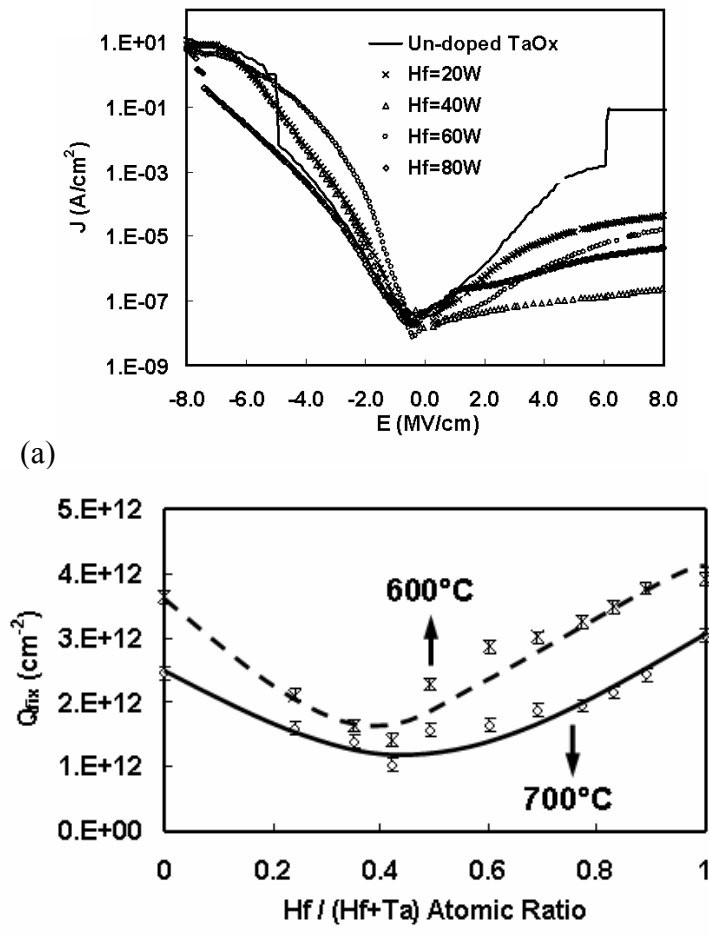 1.E+01
1.E-01
1.E-03
1.E-05
1.E-07
1.E-09
J (A/cm²)
Un-doped TaOx
Hf=20W
Hf=40W
Hf=60W
Hf=80W
-8.0 -6.0 -4.0 -2.0 0.0 2.0 4.0 6.0 8.0
E (MV/cm)
(a)
5.E+12
4.E+12
3.E+12
2.E+12
1.E+12
0.E+00
Qfix (cm⁻²)
600°C
700°C
0 0.2 0.4 0.6 0.8 1
Hf / (Hf+Ta) Atomic Ratio